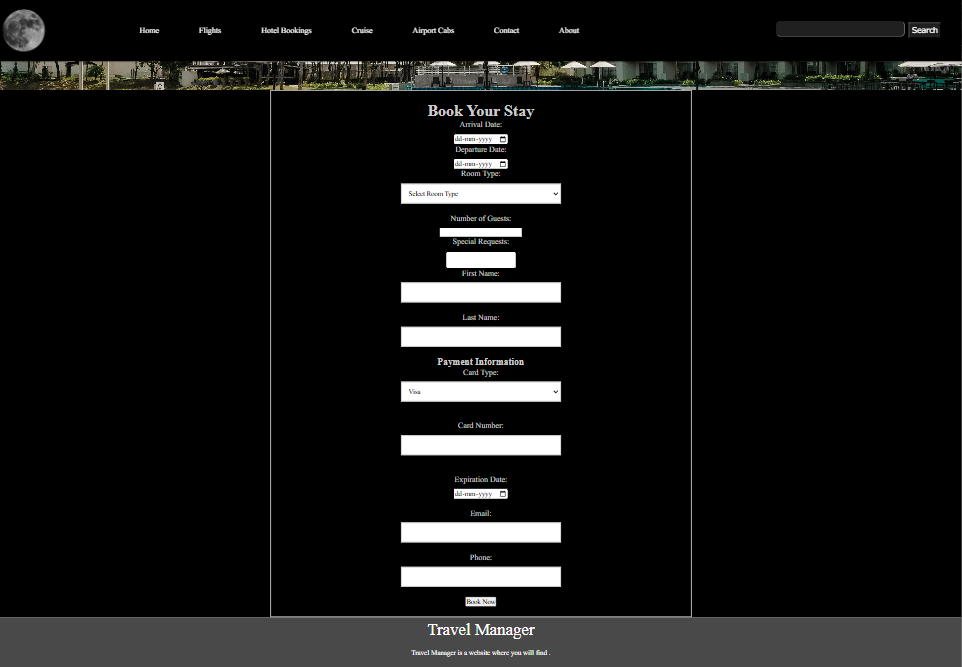 Home Flights Hotel Bookings Cruise Airport Cabs Contact About Search
Book Your Stay
Arrival Date:
dd-mm-yyyy
Departure Date:
dd-mm-yyyy
Room Type:
Select Room Type
Number of Guests:
Special Requests:
First Name:
Last Name:
Payment Information
Card Type:
Visa
Card Number:
Expiration Date:
dd-mm-yyyy
Email:
Phone:
Book Now
Travel Manager
Travel Manager is a website where you will find .